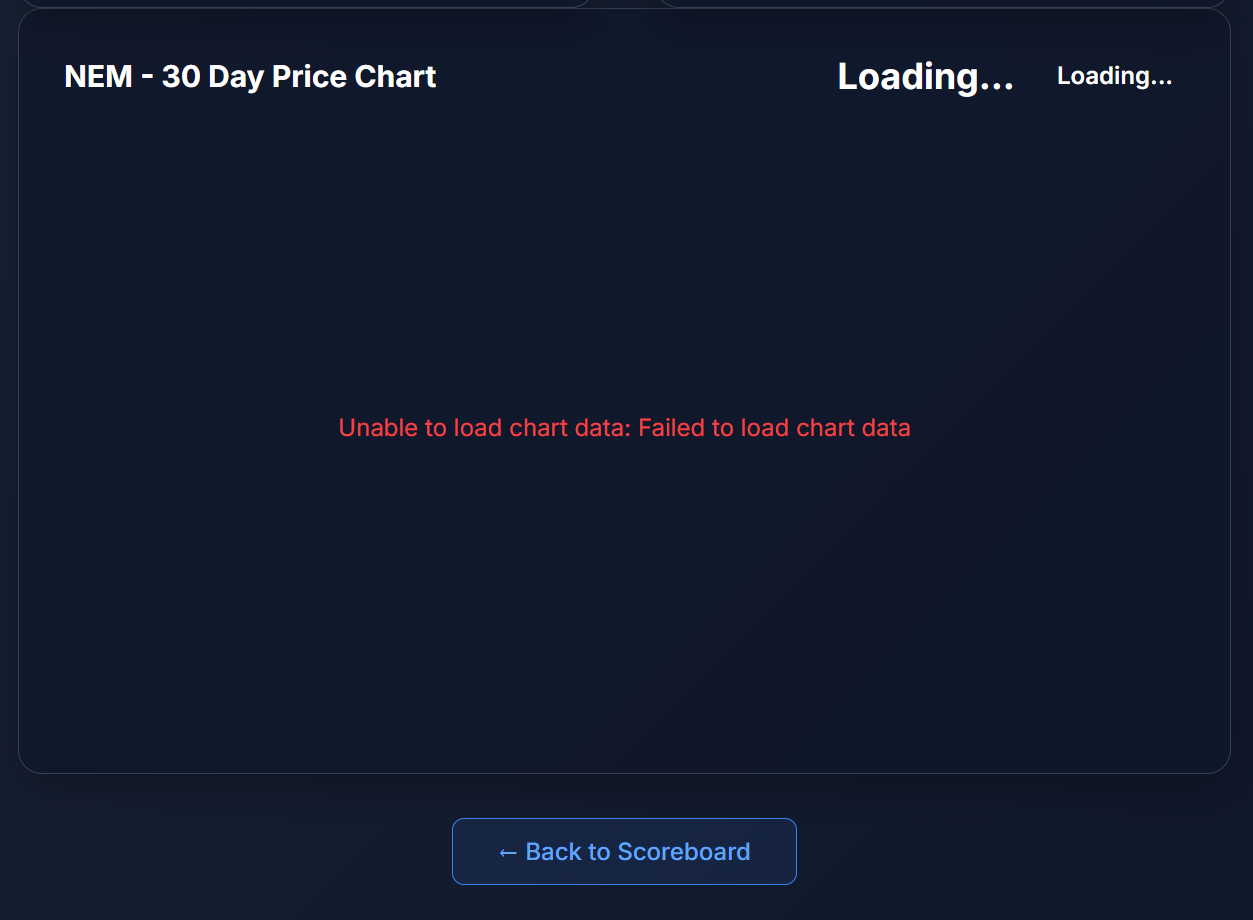 NEM - 30 Day Price Chart
Loading...
Loading...
Unable to load chart data: Failed to load chart data
← Back to Scoreboard